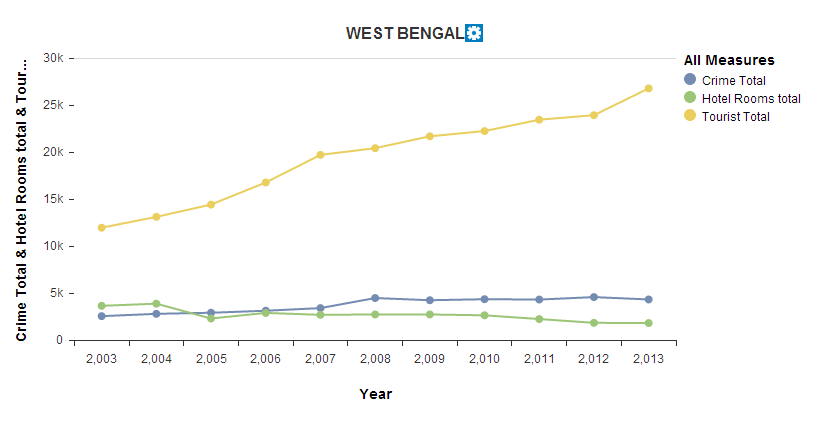 WEST BENGAL
Crime Total & Hotel Rooms total & Tour...
30k
25k
20k
15k
10k
5k
0
2,003 2,004 2,005 2,006 2,007 2,008 2,009 2,010 2,011 2,012 2,013
Year
All Measures
Crime Total
Hotel Rooms total
Tourist Total